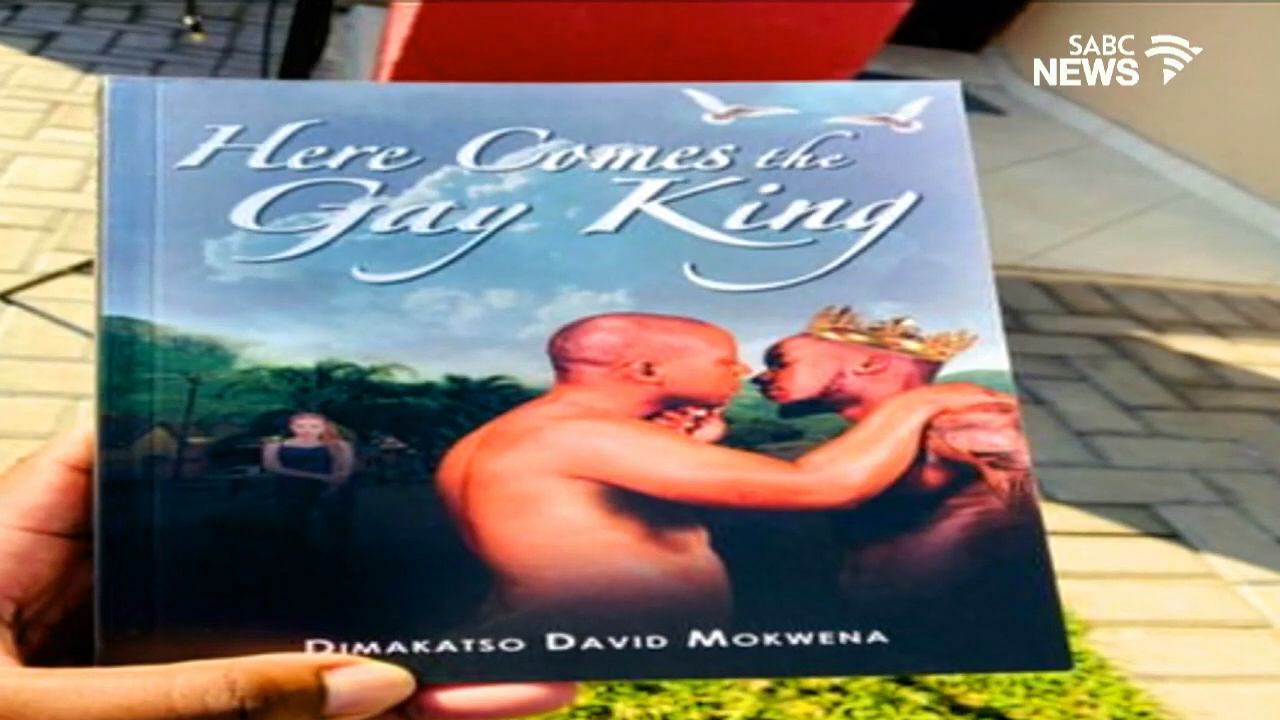 SABC
NEWS
Here Comes the
Gay King
DIMAKATSO DAVID MOKWENA